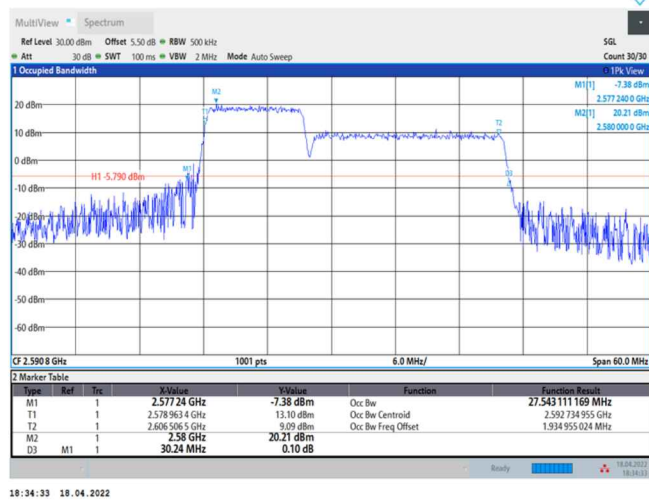 MultiView Spectrum
Ref Level 30.00 dBm Offset 5.50 dB RBW 500 kHz SGL
Att 30 dB SWT 100 ms VBW 2 MHz Mode Auto Sweep Count 30/30
1 Occupied Bandwidth 1Pk View
M1[1] -7.38 dBm
2.577 240 0 GHz
M2[1] 20.21 dBm
2.580 000 0 GHz
M2
20 dBm
T1
T2
10 dBm
0 dBm
M1
D3
H1 -5.790 dBm
-10 dBm
-20 dBm
-30 dBm
-40 dBm
-50 dBm
-60 dBm
CF 2.590 8 GHz 1001 pts 6.0 MHz/ Span 60.0 MHz
2 Marker Table
Type Ref Trc X-Value Y-Value Function Function Result
M1 1 2.577 24 GHz -7.38 dBm Occ Bw 27.543 111 169 MHz
T1 1 2.578 963 4 GHz 13.10 dBm Occ Bw Centroid 2.592 734 955 GHz
T2 1 2.606 506 5 GHz 9.09 dBm Occ Bw Freq Offset 1.934 955 024 MHz
M2 1 2.58 GHz 20.21 dBm
D3 M1 1 30.24 MHz 0.10 dB
Ready 18.04.2022
18:34:33
18:34:33 18.04.2022